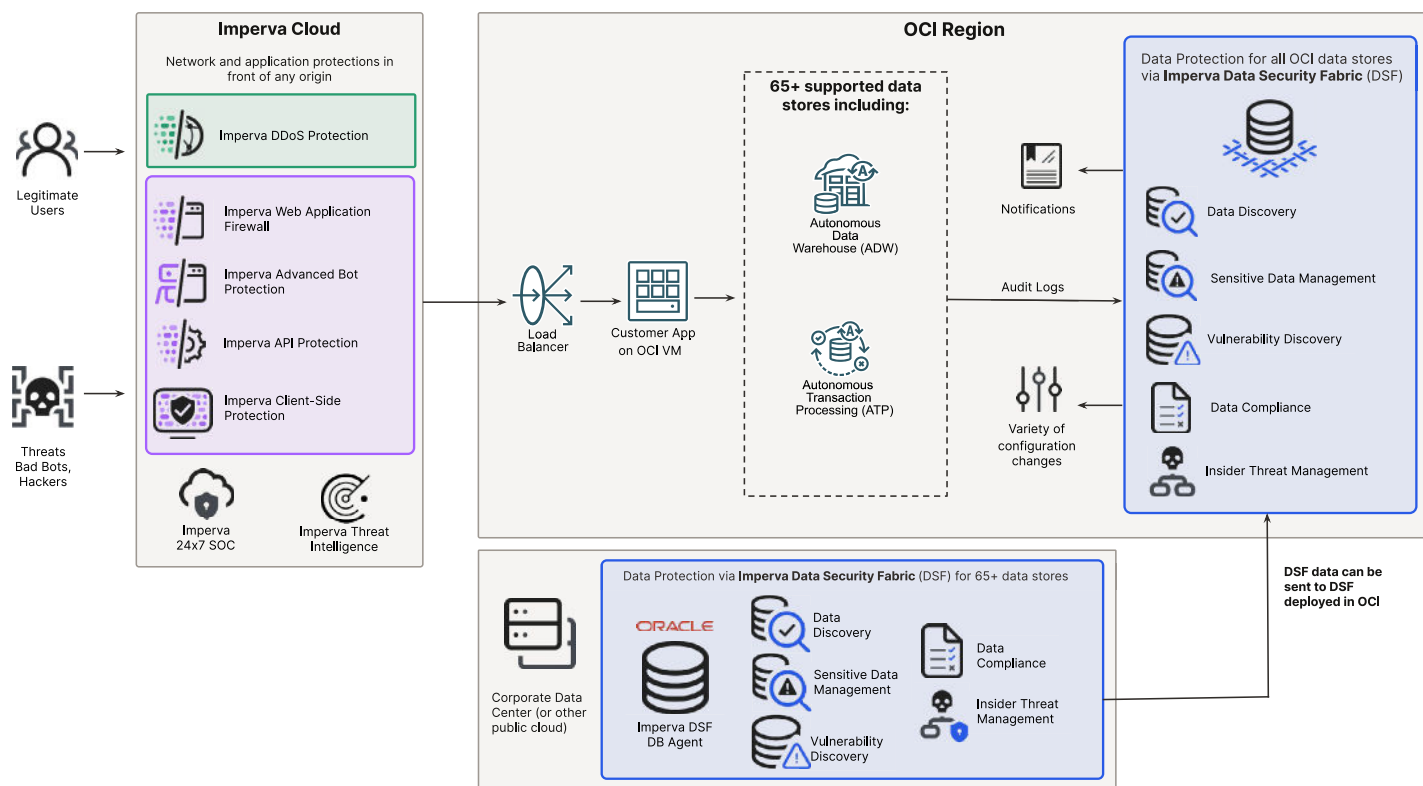 Imperva Cloud
Network and application protections in
front of any origin
Imperva DDoS Protection
Imperva Web Application
Firewall
Imperva Advanced Bot
Protection
Imperva API Protection
Imperva Client-Side
Protection
Imperva
24x7 SOC
Imperva Threat
Intelligence
Legitimate
Users
Threats
Bad Bots,
Hackers
OCI Region
Load
Balancer
Customer App
on OCI VM
65+ supported data
stores including:
A
Autonomous
Data
Warehouse (ADW)
A
Autonomous
Transaction
Processing (ATP)
Notifications
Audit Logs
Variety of
configuration
changes
Data Protection for all OCI data stores
via Imperva Data Security Fabric (DSF)
Data Discovery
Sensitive Data Management
Vulnerability Discovery
Data Compliance
Insider Threat Management
Corporate Data
Center (or other
public cloud)
Data Protection via Imperva Data Security Fabric (DSF) for 65+ data stores
ORACLE
Imperva DSF
DB Agent
Data
Discovery
Sensitive Data
Management
Vulnerability
Discovery
Data
Compliance
Insider Threat
Management
DSF data can be
sent to DSF
deployed in OCI